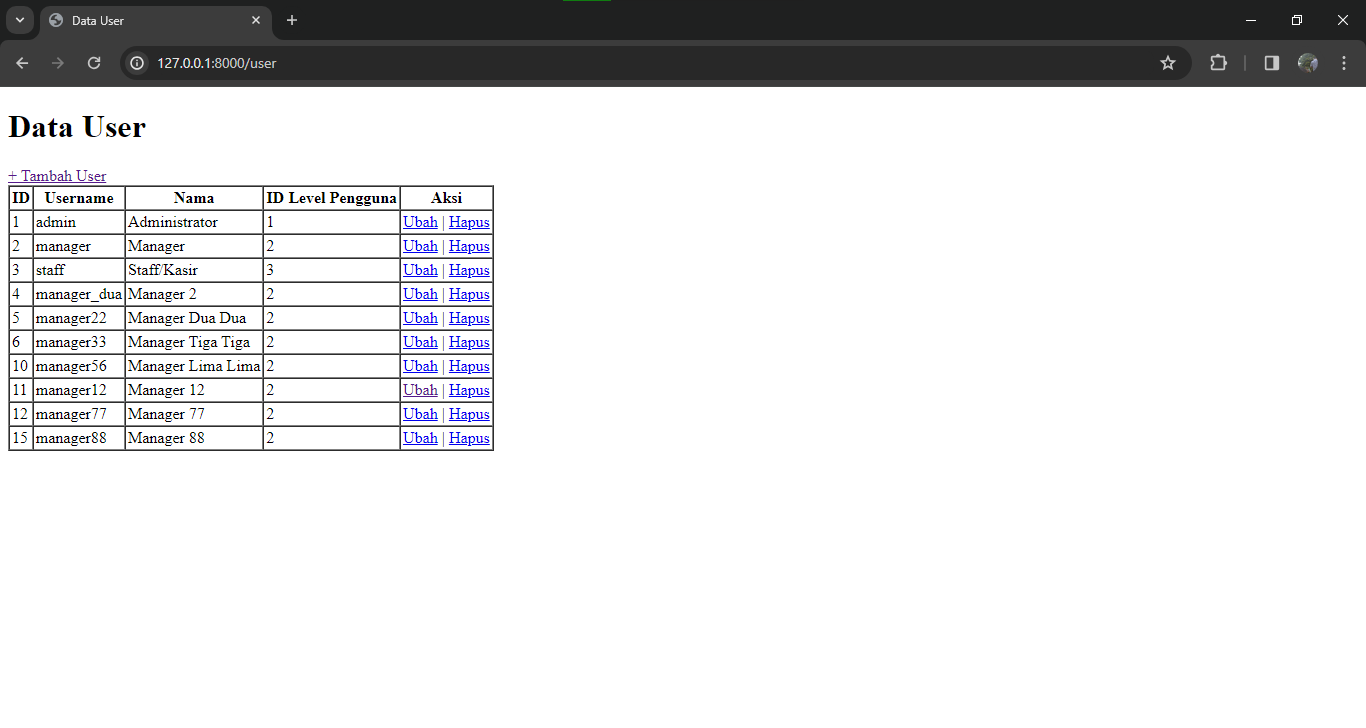 Data User
127.0.0.1:8000/user
Data User
+ Tambah User
ID Username Nama ID Level Pengguna Aksi
1 admin Administrator 1 Ubah | Hapus
2 manager Manager 2 Ubah | Hapus
3 staff Staff/Kasir 3 Ubah | Hapus
4 manager_dua Manager 2 2 Ubah | Hapus
5 manager22 Manager Dua Dua 2 Ubah | Hapus
6 manager33 Manager Tiga Tiga 2 Ubah | Hapus
10 manager56 Manager Lima Lima 2 Ubah | Hapus
11 manager12 Manager 12 2 Ubah | Hapus
12 manager77 Manager 77 2 Ubah | Hapus
15 manager88 Manager 88 2 Ubah | Hapus